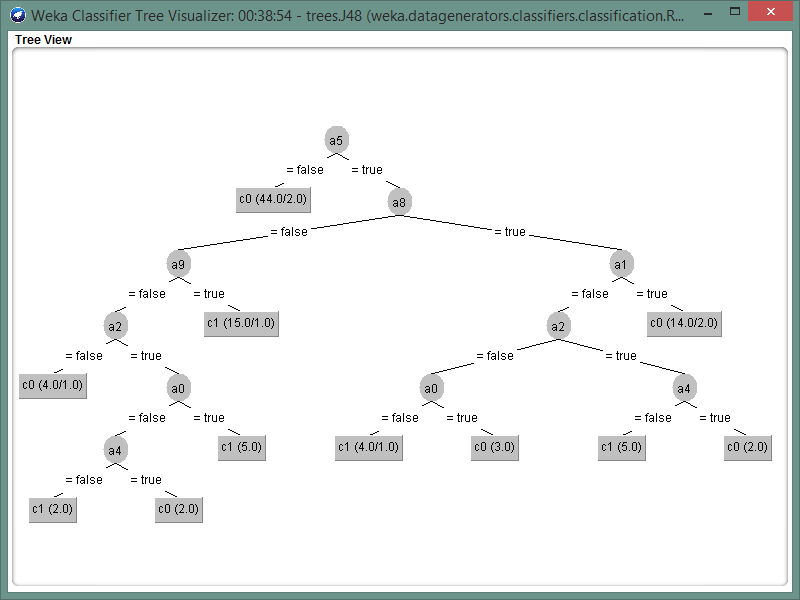 Weka Classifier Tree Visualizer: 00:38:54 - trees.J48 (weka.datagenerators.classifiers.classification.R...
Tree View
a5
= false = true
c0 (44.0/2.0) a8
= false = true
a9 a1
= false = true = false = true
a2 c1 (15.0/1.0) a2 c0 (14.0/2.0)
= false = true = false = true
c0 (4.0/1.0) a0 a0 a4
= false = true = false = true = false = true
a4 c1 (5.0) c1 (4.0/1.0) c0 (3.0) c1 (5.0) c0 (2.0)
= false = true
c1 (2.0) c0 (2.0)